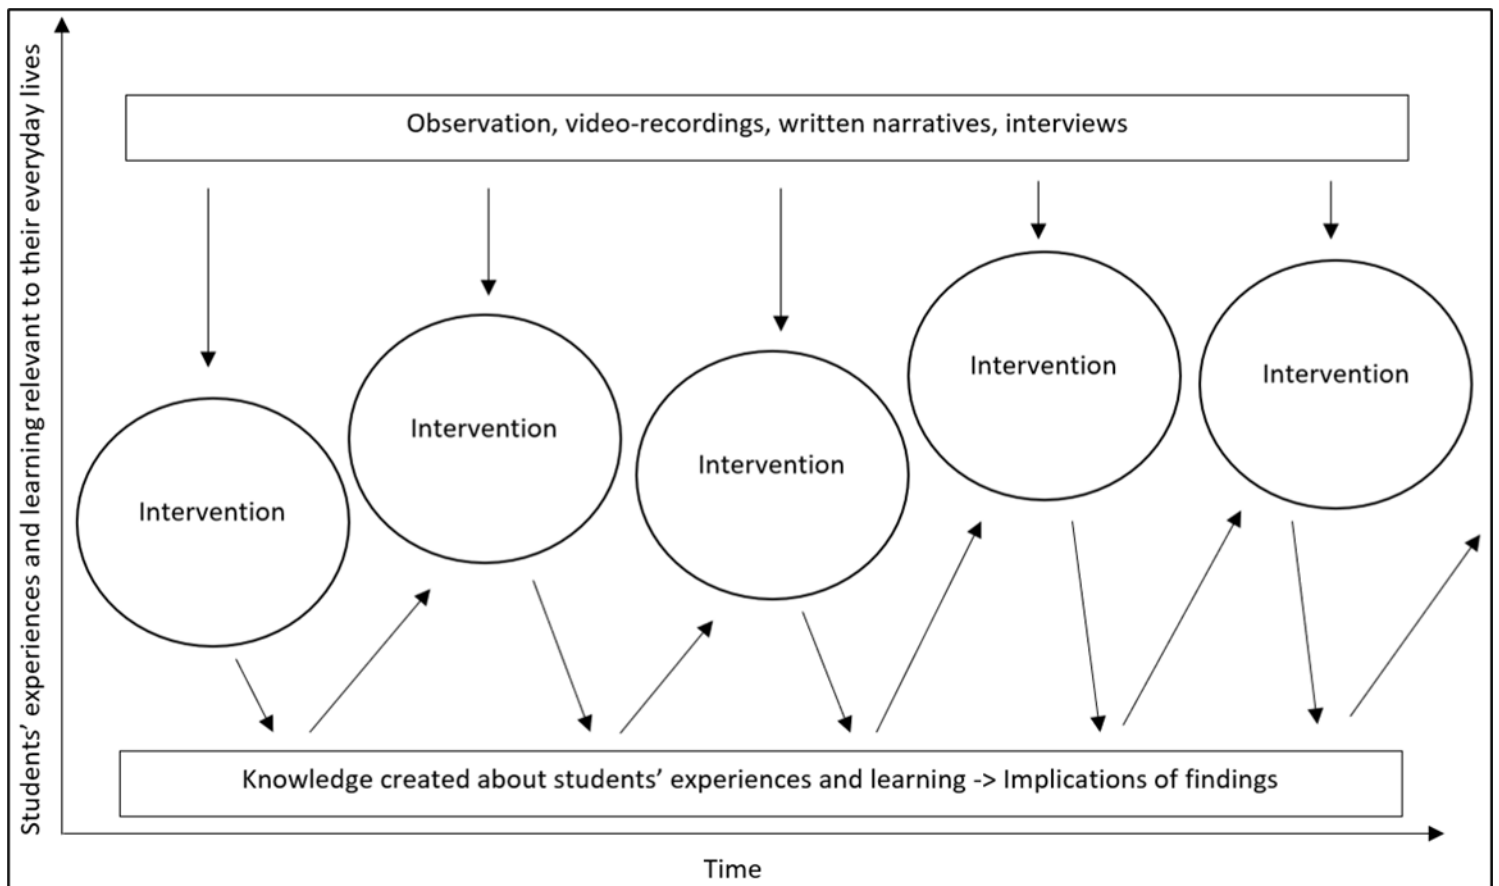 Students’ experiences and learning relevant to their everyday lives
Observation, video-recordings, written narratives, interviews
Intervention
Intervention
Intervention
Intervention
Intervention
Knowledge created about students’ experiences and learning -> Implications of findings
Time